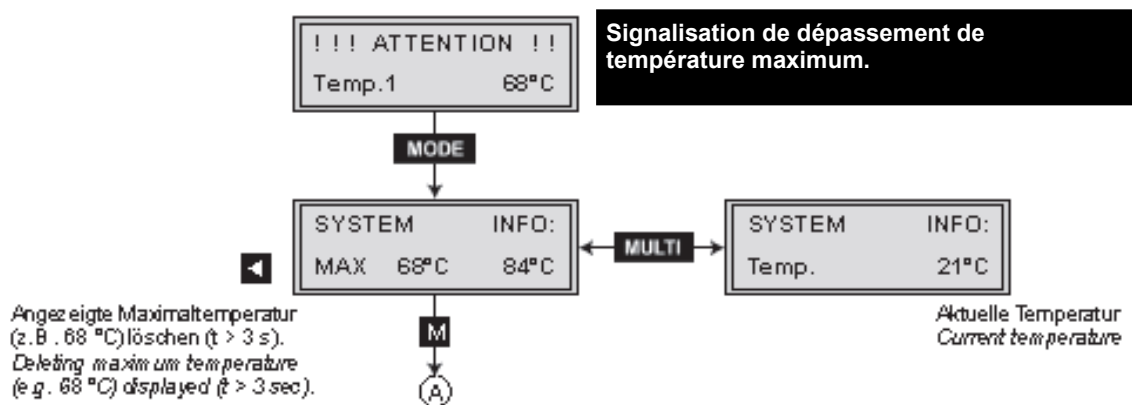 ! ! ! ATTENTION ! !
Temp.1 68°C
Signalisation de dépassement de
température maximum.
MODE
SYSTEM INFO:
MAX 68°C 84°C
MULTI
SYSTEM INFO:
Temp. 21°C
Angezeigte Maximaltemperatur
(z.B. 68 °C) löschen (t > 3 s).
Deleting maximum temperature
(e.g. 68 °C) displayed (t > 3 sec).
M
A
Aktuelle Temperatur
Current temperature